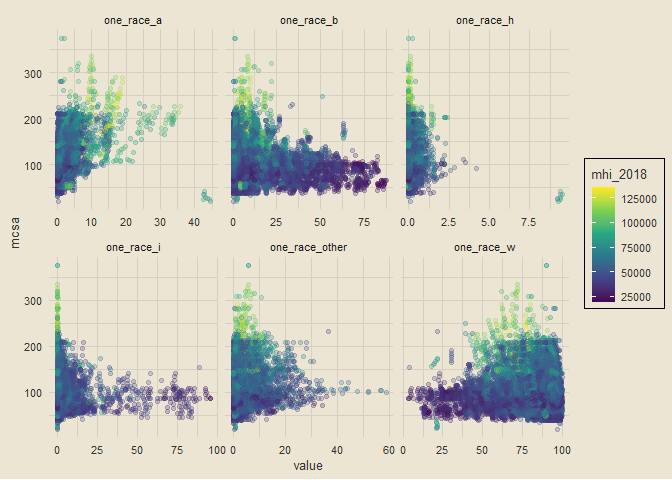 one_race_a one_race_b one_race_h
300
200
100
0 10 20 30 40 0 25 50 75 0.0 2.5 5.0 7.5
one_race_i one_race_other one_race_w
300
200
100
0 25 50 75 100 0 20 40 60 0 25 50 75 100
value
mcsa
mhi_2018
125000
100000
75000
50000
25000